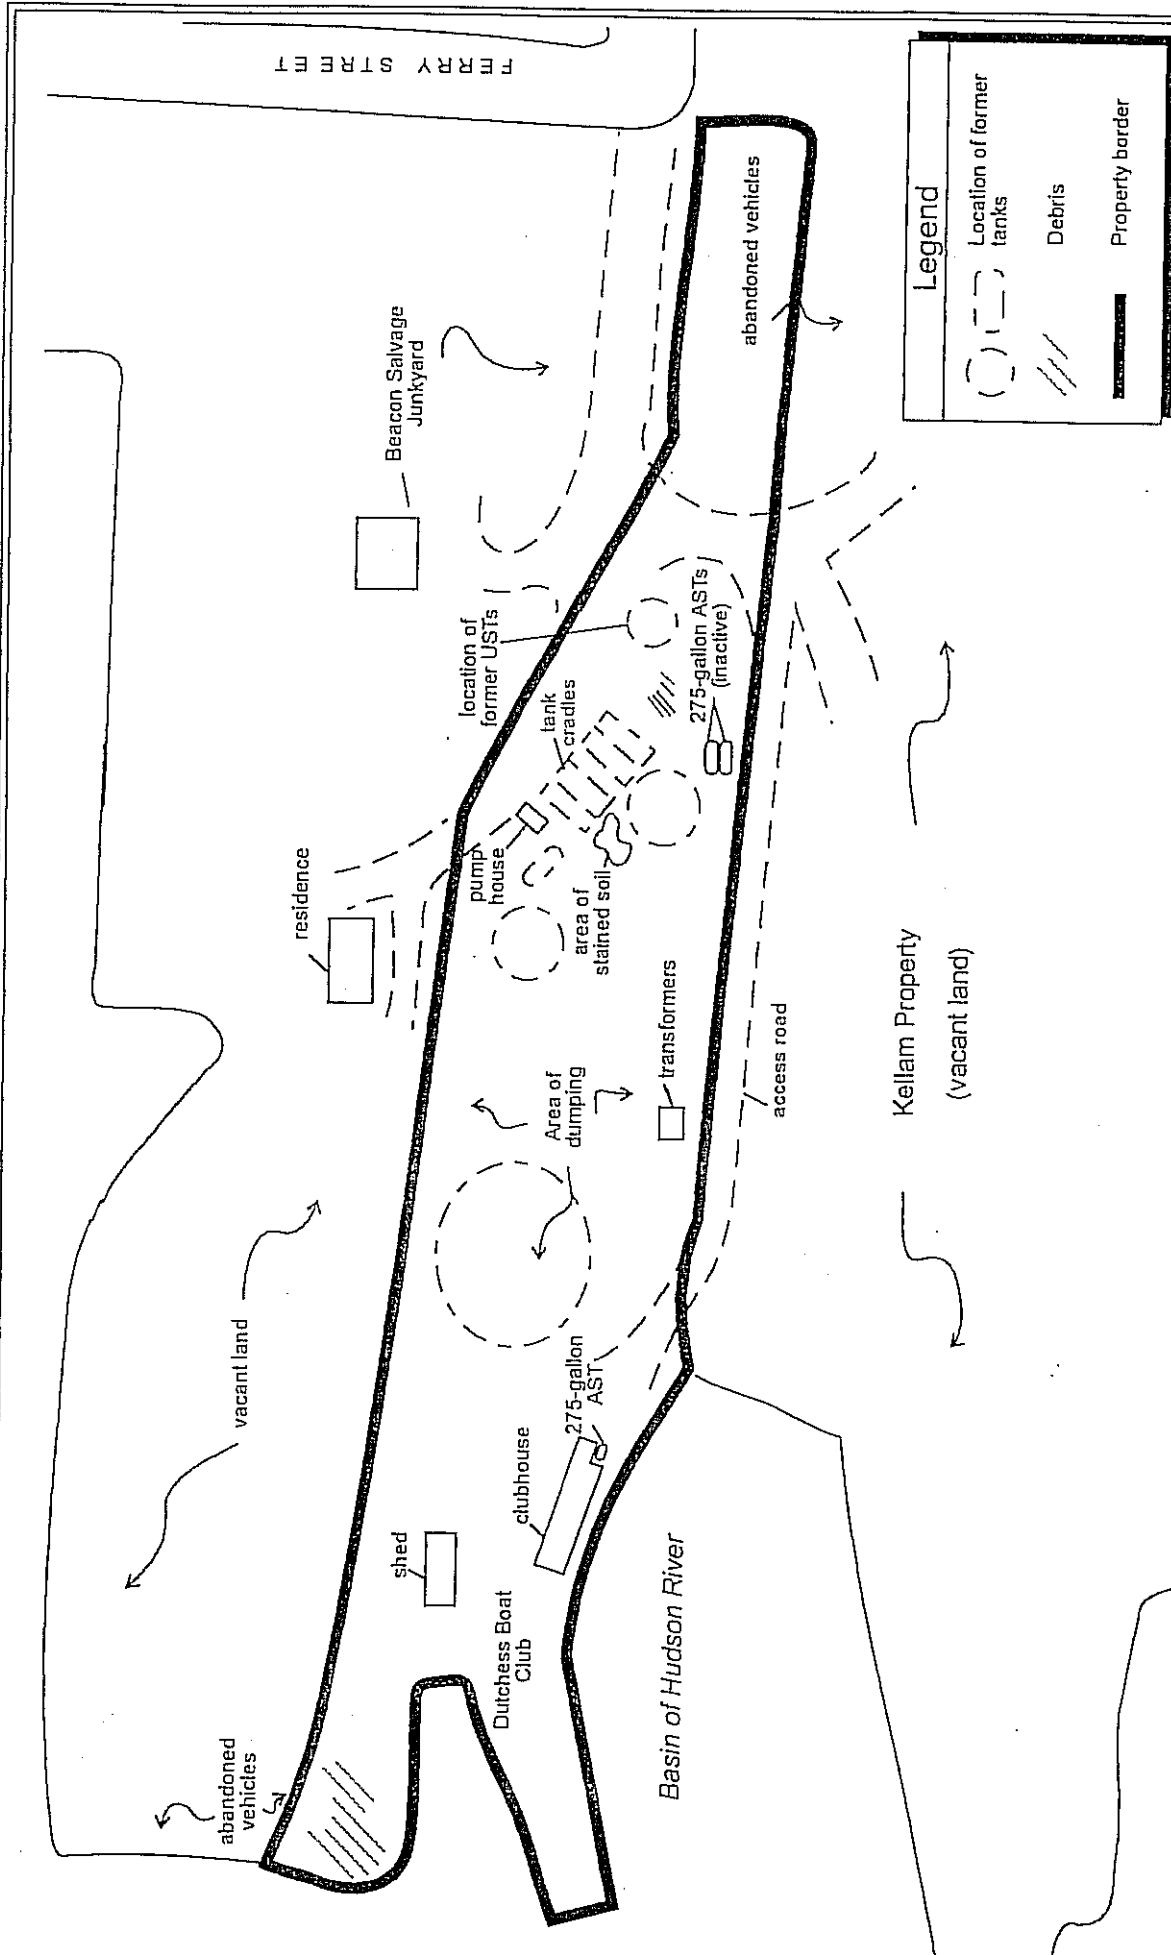 FERRY STREET
Beacon Salvage
Junkyard
abandoned vehicles
location of
former USTs
tank
cradles
275-gallon ASTs
(inactive)
pump
house
residence
area of
stained soil
transformers
access road
Area of
dumping
Kellam Property
(vacant land)
vacant land
275-gallon
AST
clubhouse
shed
Dutchess Boat
Club
Basin of Hudson River
abandoned
vehicles
Legend
Location of former
tanks
Debris
Property border